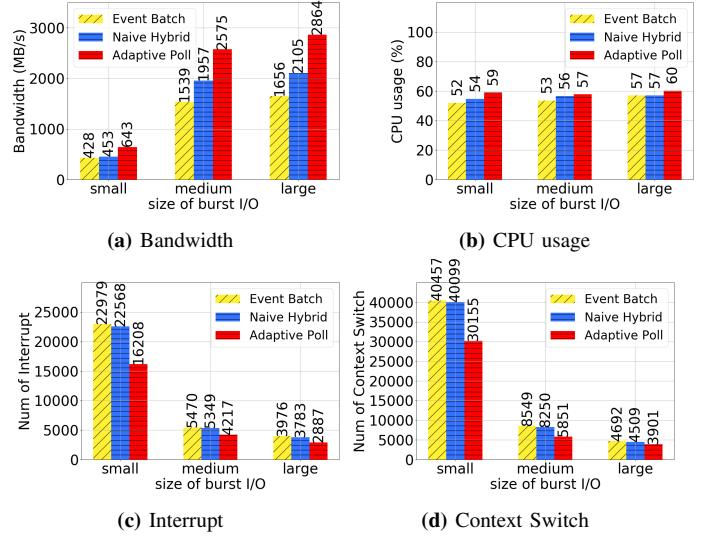 Bandwidth (MB/s)
3000
2000
1000
0
Event Batch
Naive Hybrid
Adaptive Poll
428
453
643
1539
1957
2575
1656
2105
2864
small medium large
size of burst I/O
(a) Bandwidth
CPU usage (%)
100
80
60
40
20
0
Event Batch
Naive Hybrid
Adaptive Poll
52
54
59
53
56
57
57
57
60
small medium large
size of burst I/O
(b) CPU usage
Num of Interrupt
25000
20000
15000
10000
5000
0
Event Batch
Naive Hybrid
Adaptive Poll
22979
22568
16208
5470
5349
4217
3976
3783
2887
small medium large
size of burst I/O
(c) Interrupt
Num of Context Switch
40000
35000
30000
25000
20000
15000
10000
5000
0
Event Batch
Naive Hybrid
Adaptive Poll
40457
40099
30155
8549
8250
5851
4692
4509
3901
small medium large
size of burst I/O
(d) Context Switch